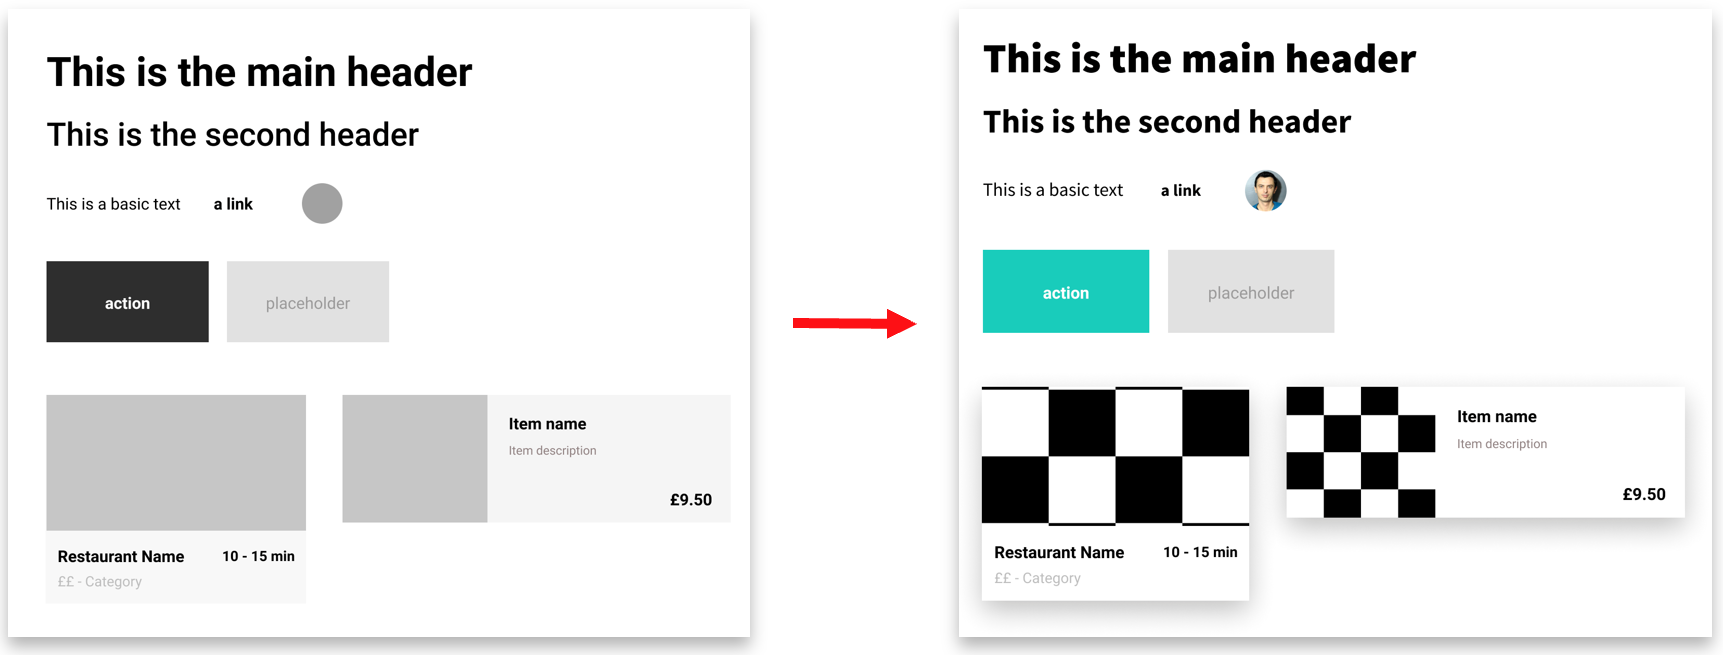 This is the main header
This is the second header
This is a basic text a link
action placeholder
Item name
Item description
£9.50
Restaurant Name 10 - 15 min
££ - Category
This is the main header
This is the second header
This is a basic text a link
action placeholder
Item name
Item description
£9.50
Restaurant Name 10 - 15 min
££ - Category